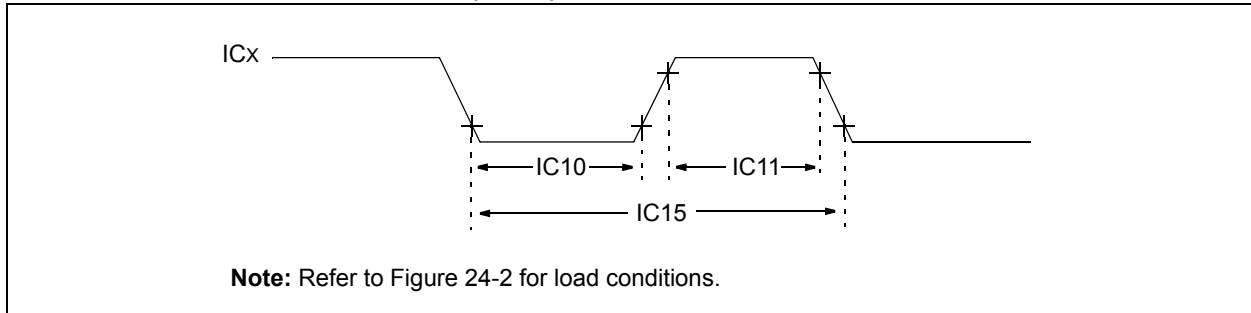 ICx
IC10
IC11
IC15
Note: Refer to Figure 24-2 for load conditions.